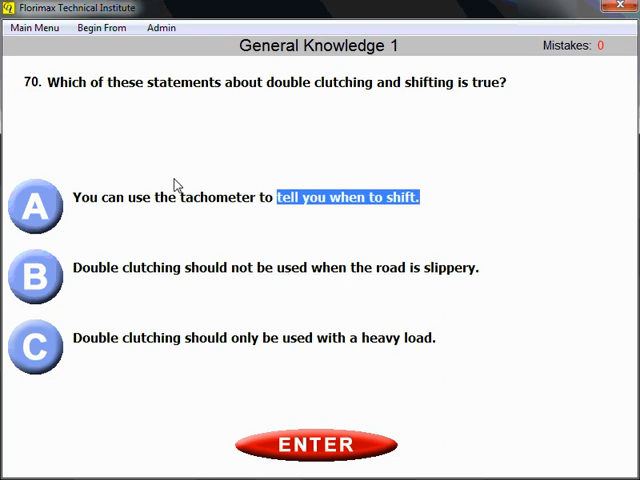 Florimax Technical Institute
Main Menu Begin From Admin
General Knowledge 1 Mistakes: 0
70. Which of these statements about double clutching and shifting is true?
A You can use the tachometer to tell you when to shift.
B Double clutching should not be used when the road is slippery.
C Double clutching should only be used with a heavy load.
ENTER